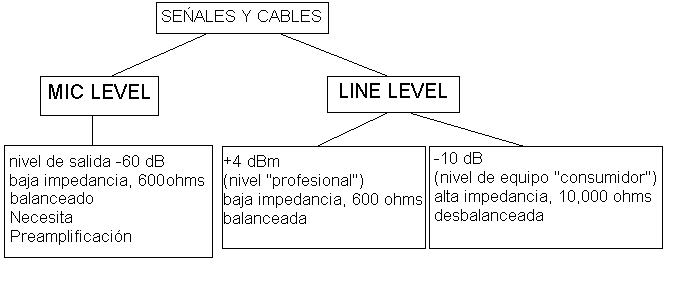 SEÑALES Y CABLES
MIC LEVEL
LINE LEVEL
nivel de salida -60 dB
baja impedancia, 600ohms
balanceado
Necesita
Preamplificación
+4 dBm
(nivel "profesional")
baja impedancia, 600 ohms
balanceada
-10 dB
(nivel de equipo "consumidor")
alta impedancia, 10,000 ohms
desbalanceada